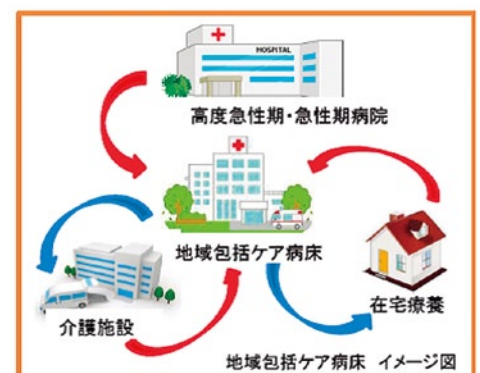 HOSPITAL
高度急性期・急性期病院
地域包括ケア病床
介護施設
在宅療養
地域包括ケア病床 イメージ図